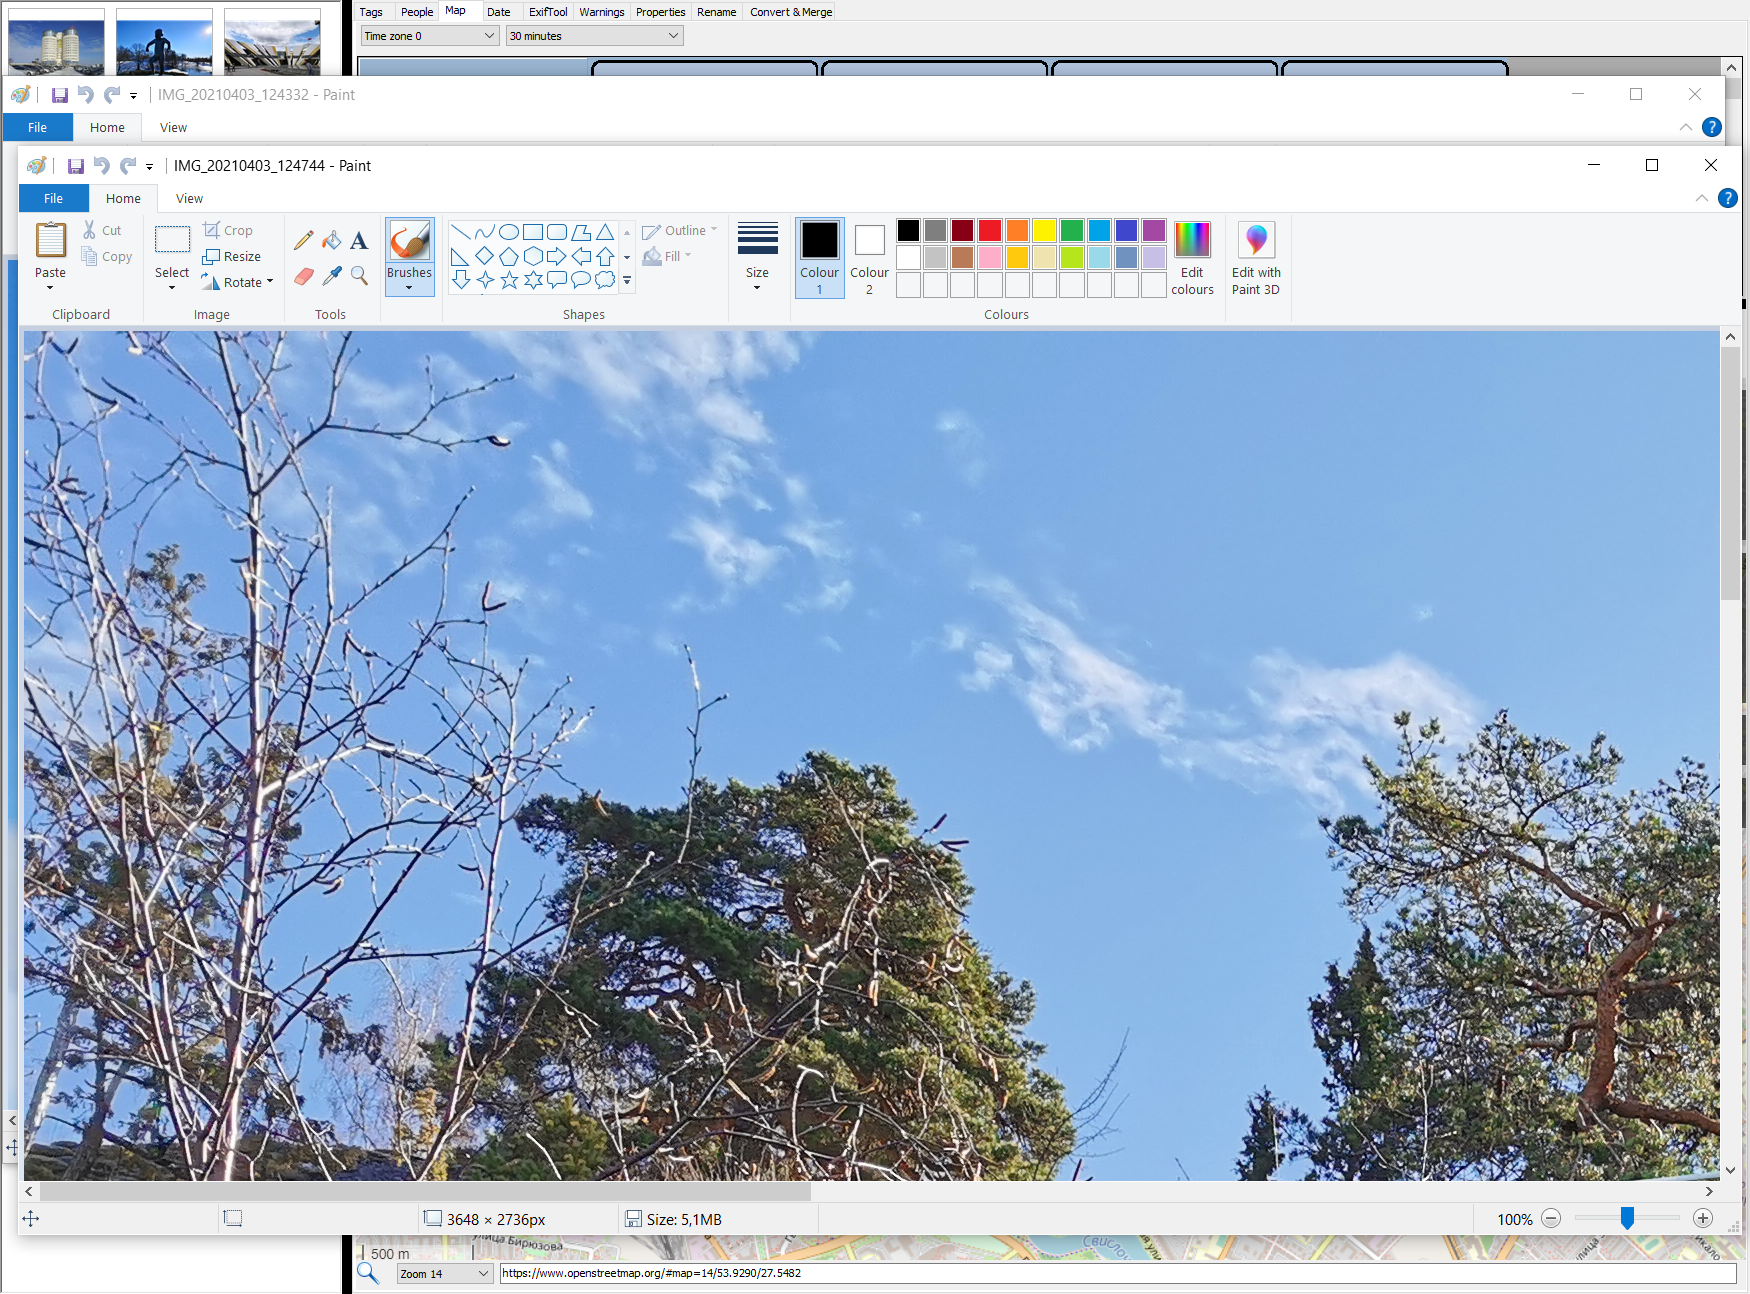 Tags People Map Date ExifTool Warnings Properties Rename Convert & Merge
Time zone 0 30 minutes
IMG_20210403_124332 - Paint
File Home View
IMG_20210403_124744 - Paint
File Home View
Paste
Cut
Copy
Clipboard
Select
Crop
Resize
Rotate
Image
A
Tools
Brushes
Outline
Fill
Shapes
Size
Colour
1
Colour
2
Edit
colours
Colours
Edit with
Paint 3D
3648 × 2736px
Size: 5,1MB
100%
500 m
улица Бирюзова
Свислоч
Zoom 14
https://www.openstreetmap.org/#map=14/53.9290/27.5482